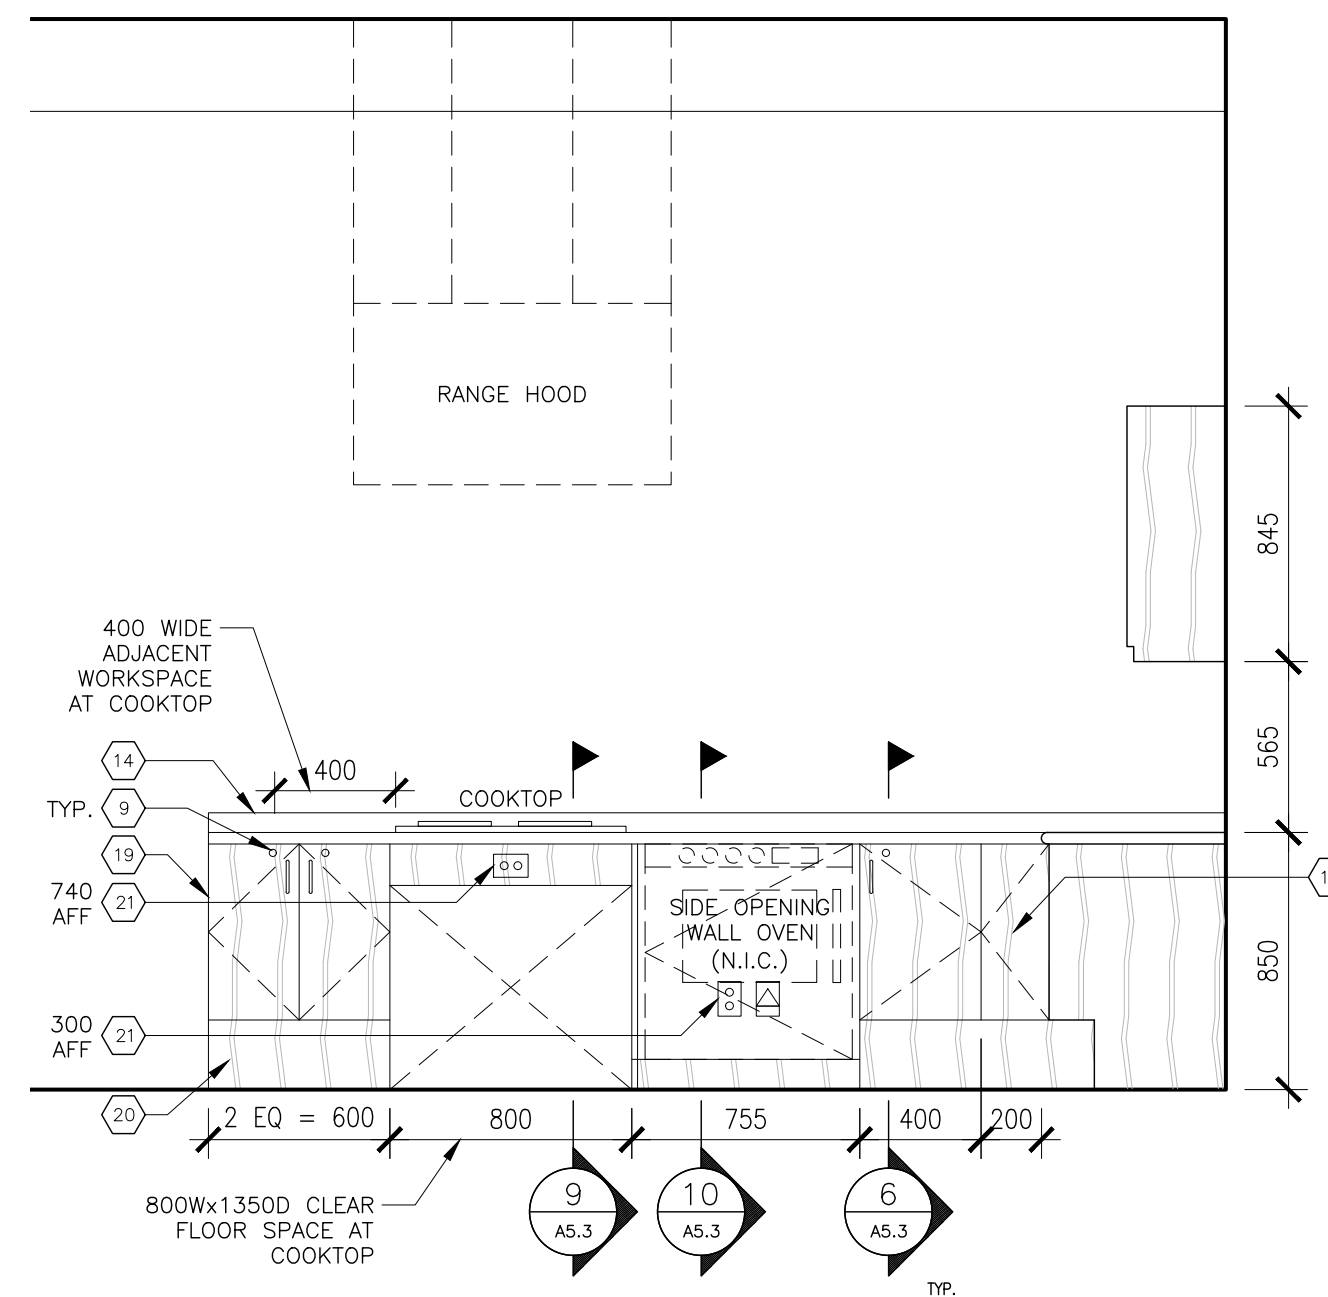 RANGE HOOD
845
400 WIDE
ADJACENT
WORKSPACE
AT COOKTOP
565
14
400
COOKTOP
TYP.
9
19
740
AFF
21
SIDE OPENING
WALL OVEN
(N.I.C.)
850
300
AFF
21
20
2 EQ = 600
800
755
400
200
800Wx1350D CLEAR
FLOOR SPACE AT
COOKTOP
9
A5.3
10
A5.3
6
A5.3
TYP.